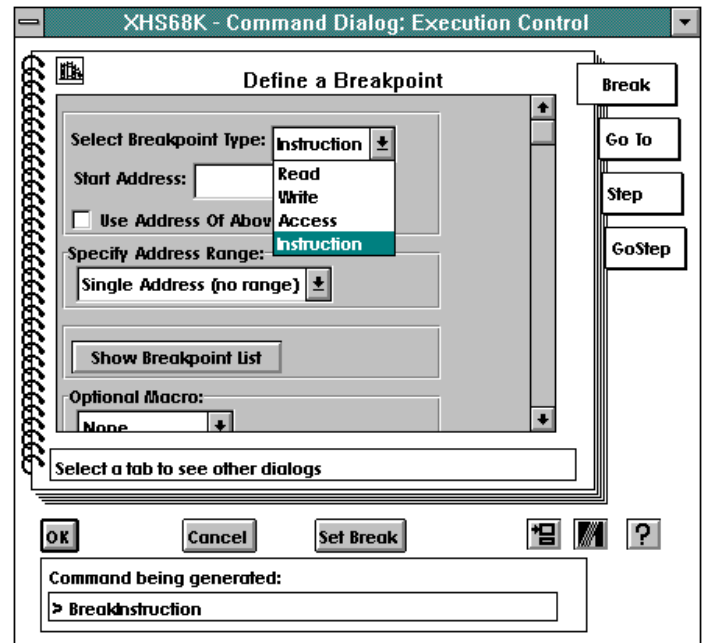 XHS68K - Command Dialog: Execution Control
Define a Breakpoint
Break
Go To
Step
GoStep
Select Breakpoint Type: Instruction
Read
Write
Access
Instruction
Start Address:
Use Address Of Abov
Specify Address Range:
Single Address (no range)
Show Breakpoint List
Optional Macro:
None
Select a tab to see other dialogs
OK Cancel Set Break ?
Command being generated:
> BreakInstruction